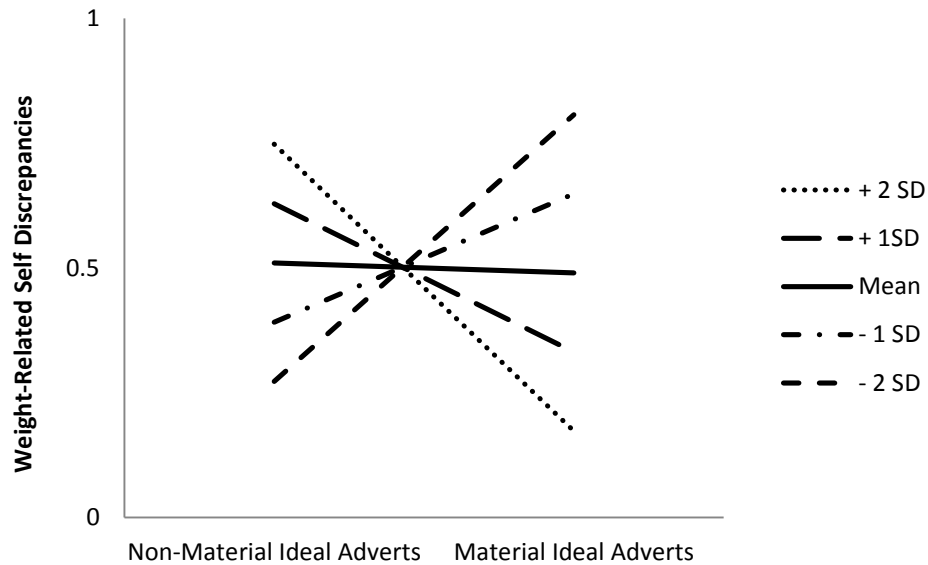 1
0.5
0
Weight-Related Self Discrepancies
Non-Material Ideal Adverts
Material Ideal Adverts
+ 2 SD
+ 1SD
Mean
- 1 SD
- 2 SD